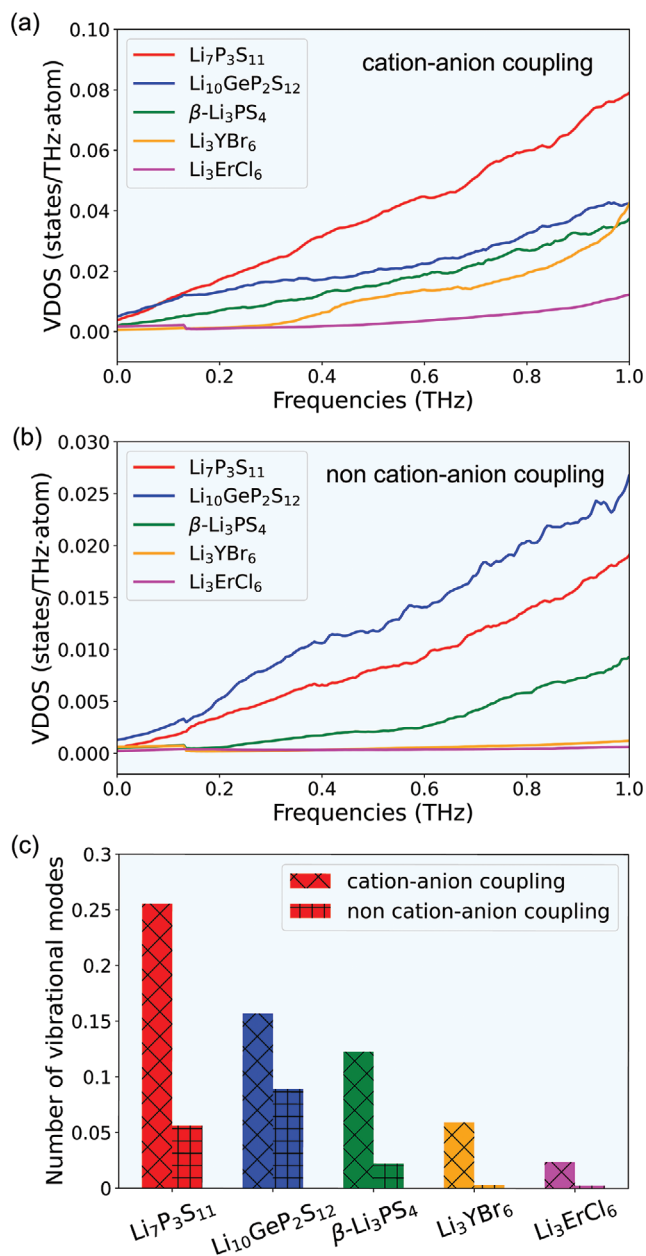 (a)
0.10
0.08
0.06
0.04
0.02
0.00
VDOS (states/THz·atom)
Li₇P₃S₁₁
Li₁₀GeP₂S₁₂
β-Li₃PS₄
Li₃YBr₆
Li₃ErCl₆
cation-anion coupling
0.0 0.2 0.4 0.6 0.8 1.0
Frequencies (THz)
(b)
0.030
0.025
0.020
0.015
0.010
0.005
0.000
VDOS (states/THz·atom)
Li₇P₃S₁₁
Li₁₀GeP₂S₁₂
β-Li₃PS₄
Li₃YBr₆
Li₃ErCl₆
non cation-anion coupling
0.0 0.2 0.4 0.6 0.8 1.0
Frequencies (THz)
(c)
0.3
0.25
0.2
0.15
0.1
0.05
0
Number of vibrational modes
cation-anion coupling
non cation-anion coupling
Li₇P₃S₁₁
Li₁₀GeP₂S₁₂
β-Li₃PS₄
Li₃YBr₆
Li₃ErCl₆